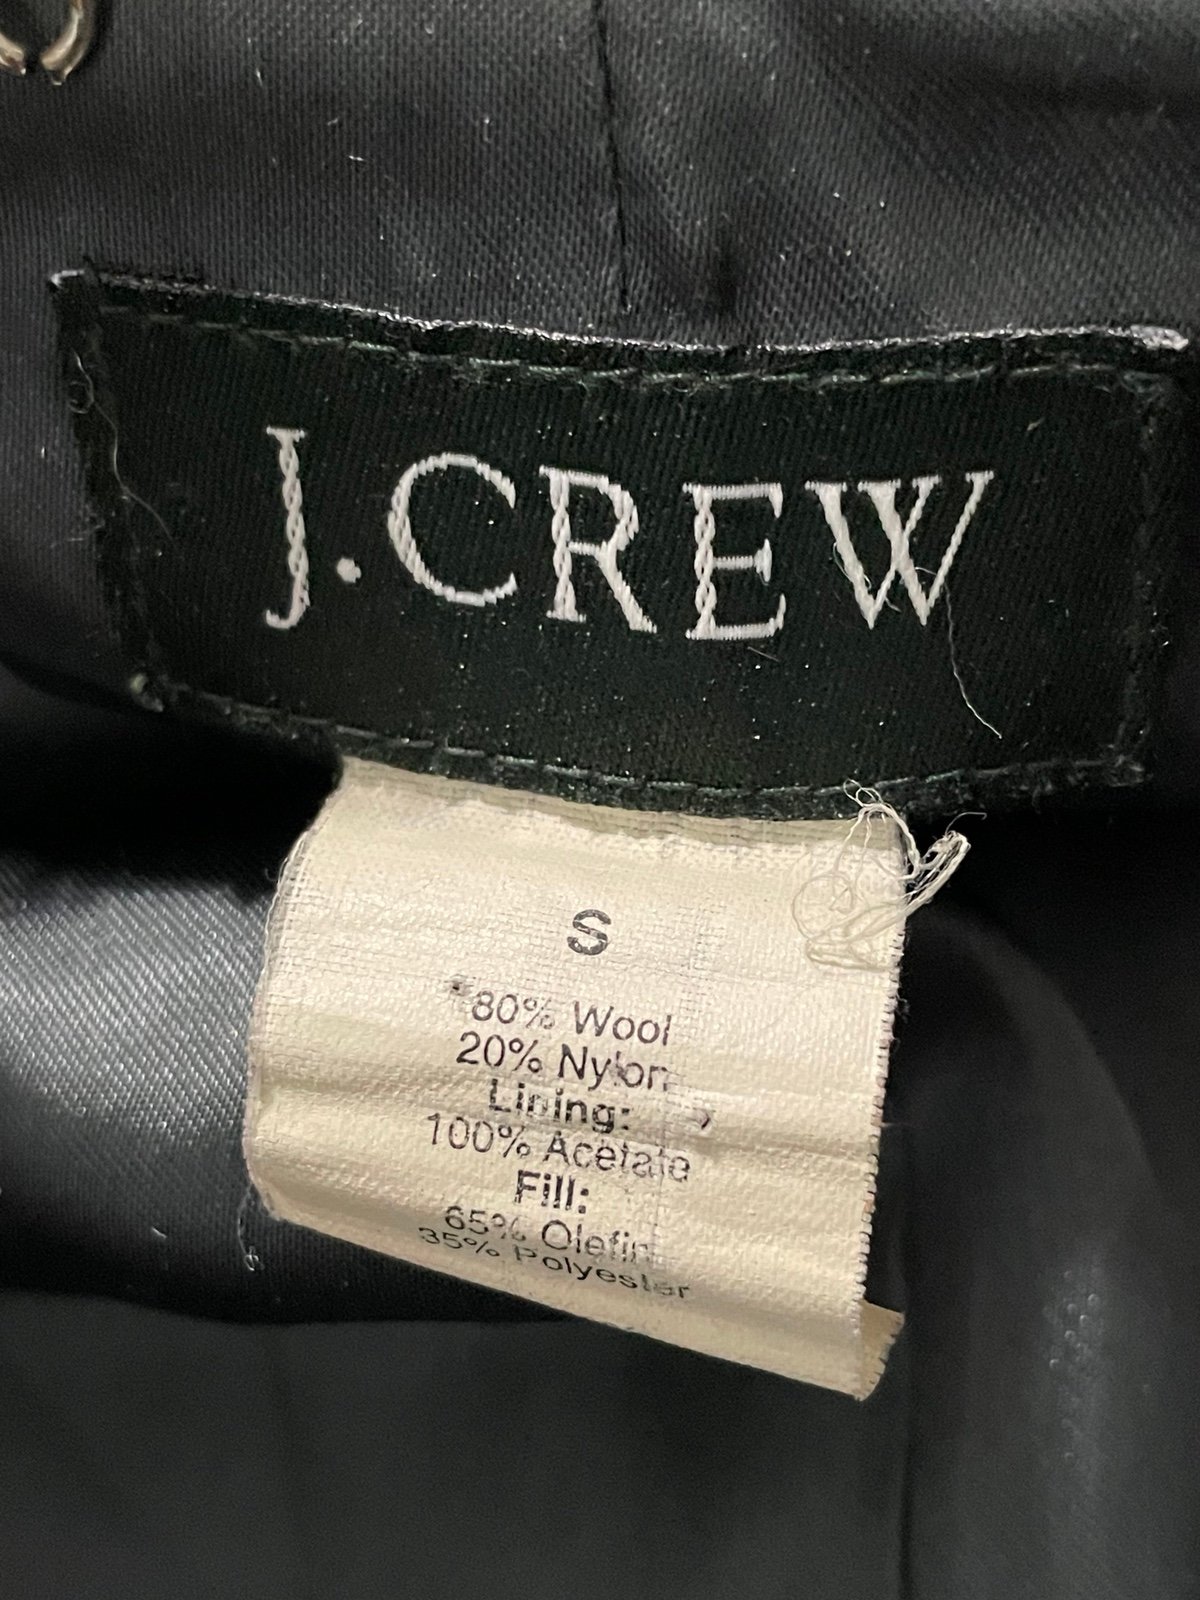 J.CREW
S
80% Wool
20% Nylon
Lining:
100% Acetate
Fill:
65% Olefin
35% Polyester